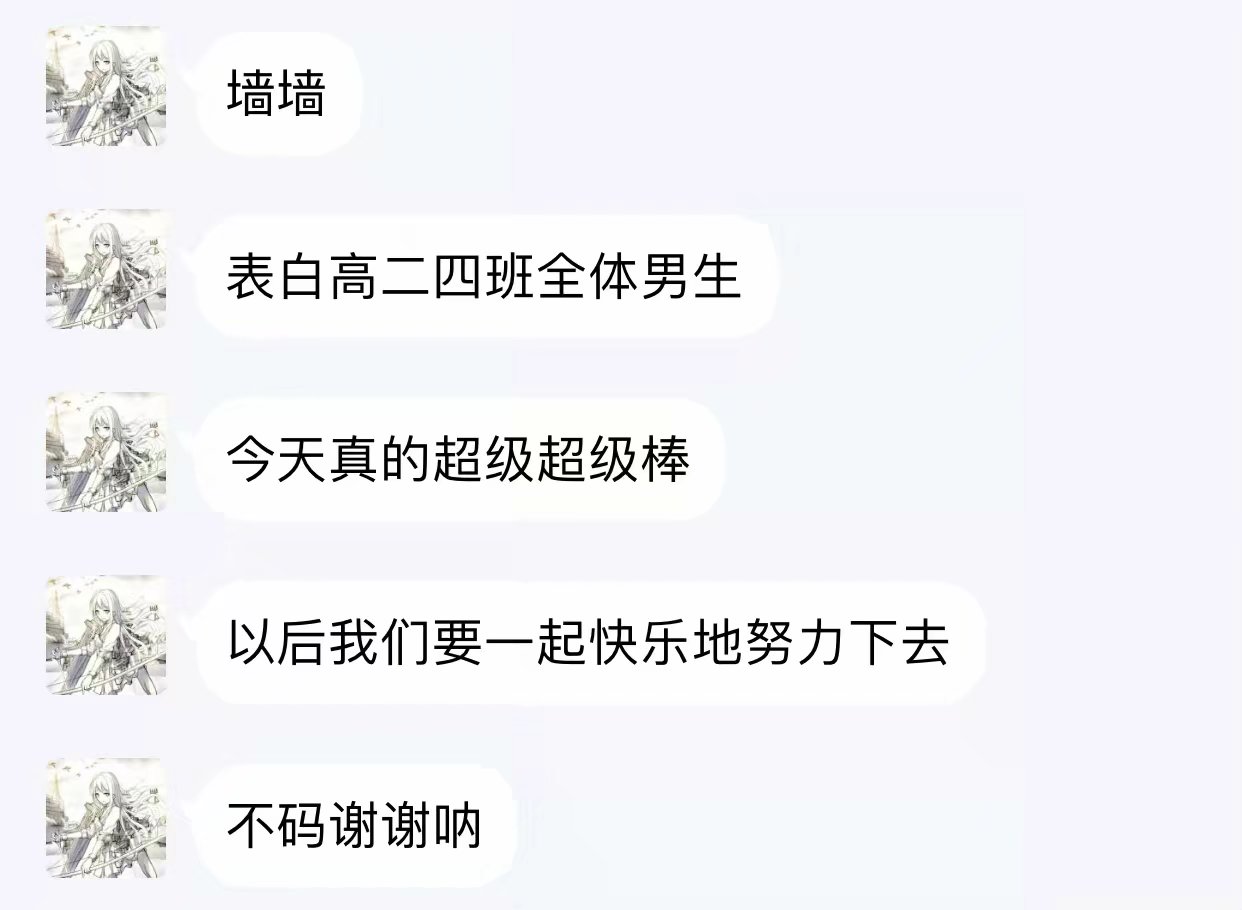 墙墙
表白高二四班全体男生
今天真的超级超级棒
以后我们要一起快乐地努力下去
不码谢谢呐